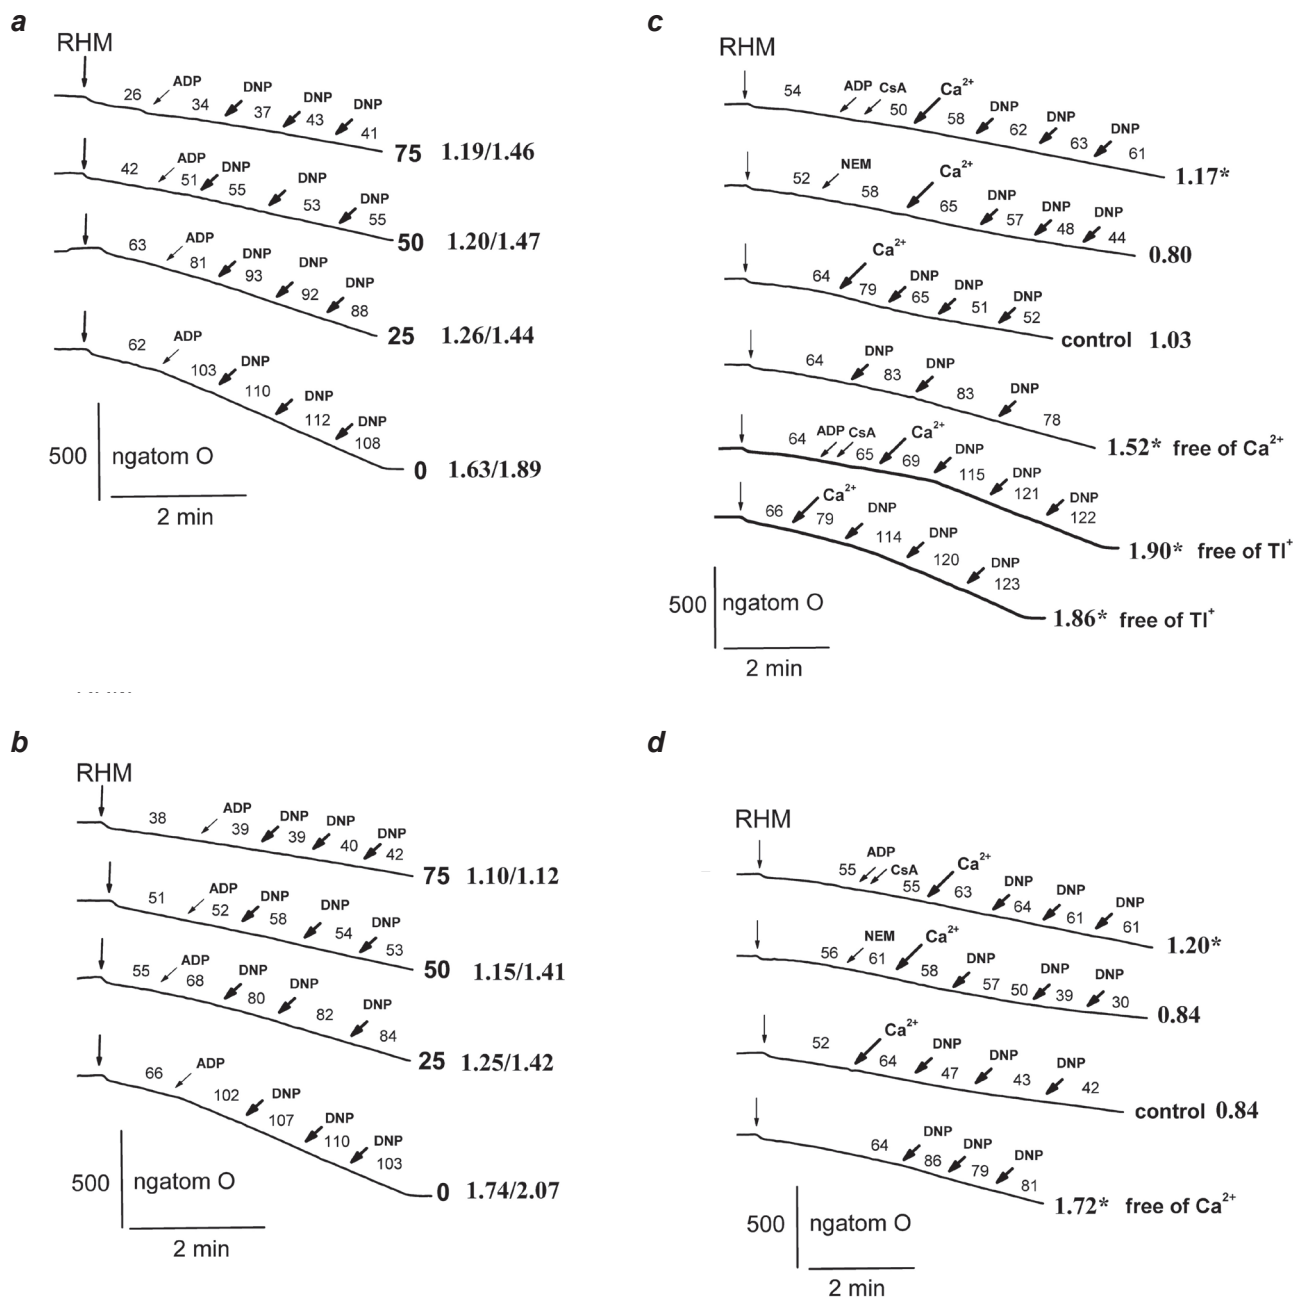 a
RHM
26 ADP 34 DNP 37 DNP 43 DNP 41
75 1.19/1.46
42 ADP 51 DNP 55 DNP 53 DNP 55
50 1.20/1.47
63 ADP 81 DNP 93 DNP 92 DNP 88
25 1.26/1.44
62 ADP 103 DNP 110 DNP 112 DNP 108
0 1.63/1.89
500 ngatom O
2 min
b
RHM
38 ADP 39 DNP 39 DNP 40 DNP 42
75 1.10/1.12
51 ADP 52 DNP 58 DNP 54 DNP 53
50 1.15/1.41
55 ADP 68 DNP 80 DNP 82 DNP 84
25 1.25/1.42
66 ADP 102 DNP 107 DNP 110 DNP 103
0 1.74/2.07
500 ngatom O
2 min
c
RHM
54 ADP CsA 50 Ca²⁺ 58 DNP 62 DNP 63 DNP 61
1.17*
52 NEM 58 Ca²⁺ 65 DNP 57 DNP 48 DNP 44
0.80
64 Ca²⁺ 79 DNP 65 DNP 51 DNP 52
control 1.03
64 DNP 83 DNP 83 DNP 78
1.52* free of Ca²⁺
64 ADP CsA 65 Ca²⁺ 69 DNP 115 DNP 121 DNP 122
1.90* free of Tl⁺
66 Ca²⁺ 79 DNP 114 DNP 120 DNP 123
1.86* free of Tl⁺
500 ngatom O
2 min
d
RHM
55 ADP CsA 55 Ca²⁺ 63 DNP 64 DNP 61 DNP 61
1.20*
56 NEM 61 Ca²⁺ 58 DNP 57 50 DNP 39 DNP 30
0.84
52 Ca²⁺ 64 DNP 47 DNP 43 DNP 42
control 0.84
64 DNP 86 DNP 79 DNP 81
1.72* free of Ca²⁺
500 ngatom O
2 min